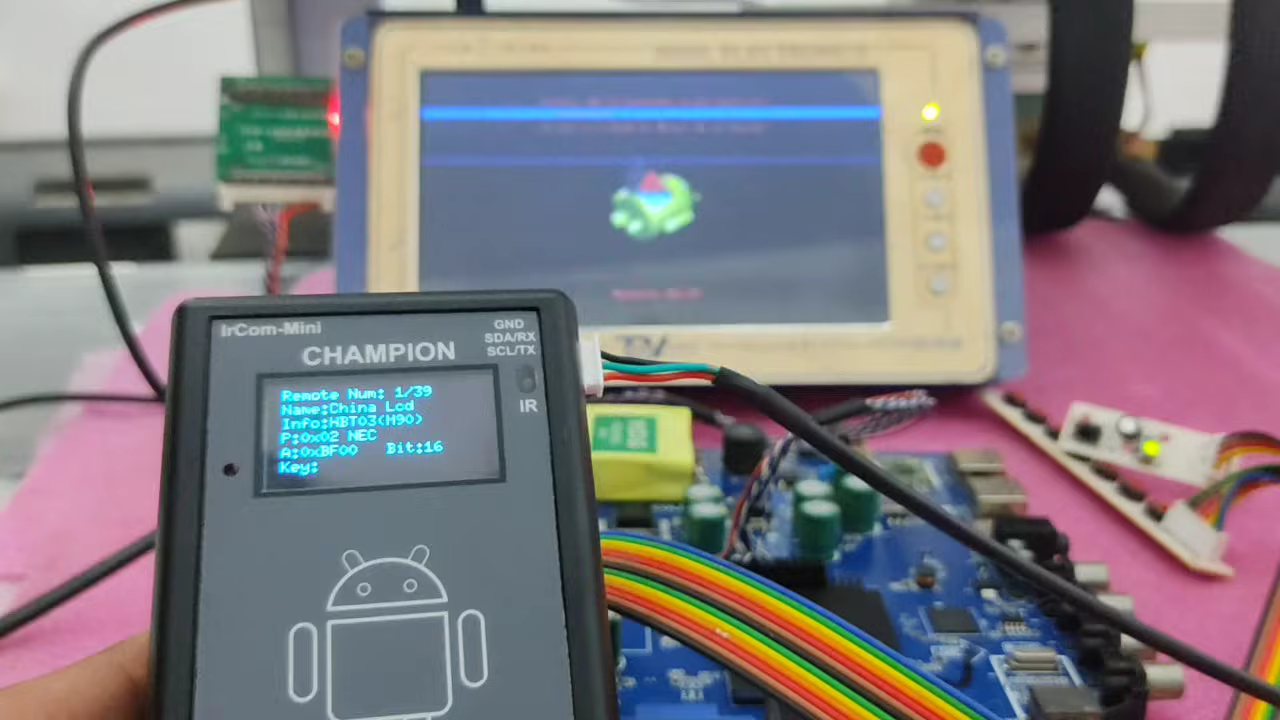 IrCom-Mini
GND
SDA/RX
SCL/TX
CHAMPION
IR
Remote Num: 1/39
Name:China Lcd
Info:HBT03(H90)
P:0x02 NEC
A:0xBF00 Bit:16
Key: